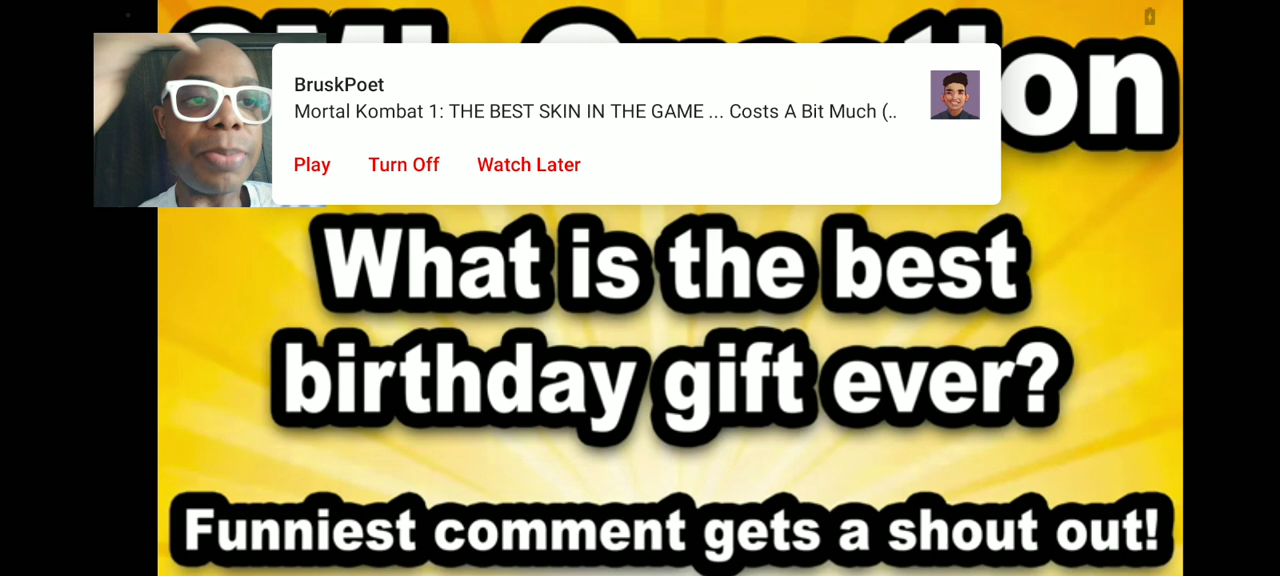 on
BruskPoet
Mortal Kombat 1: THE BEST SKIN IN THE GAME ... Costs A Bit Much (..
Play Turn Off Watch Later
What is the best
birthday gift ever?
Funniest comment gets a shout out!